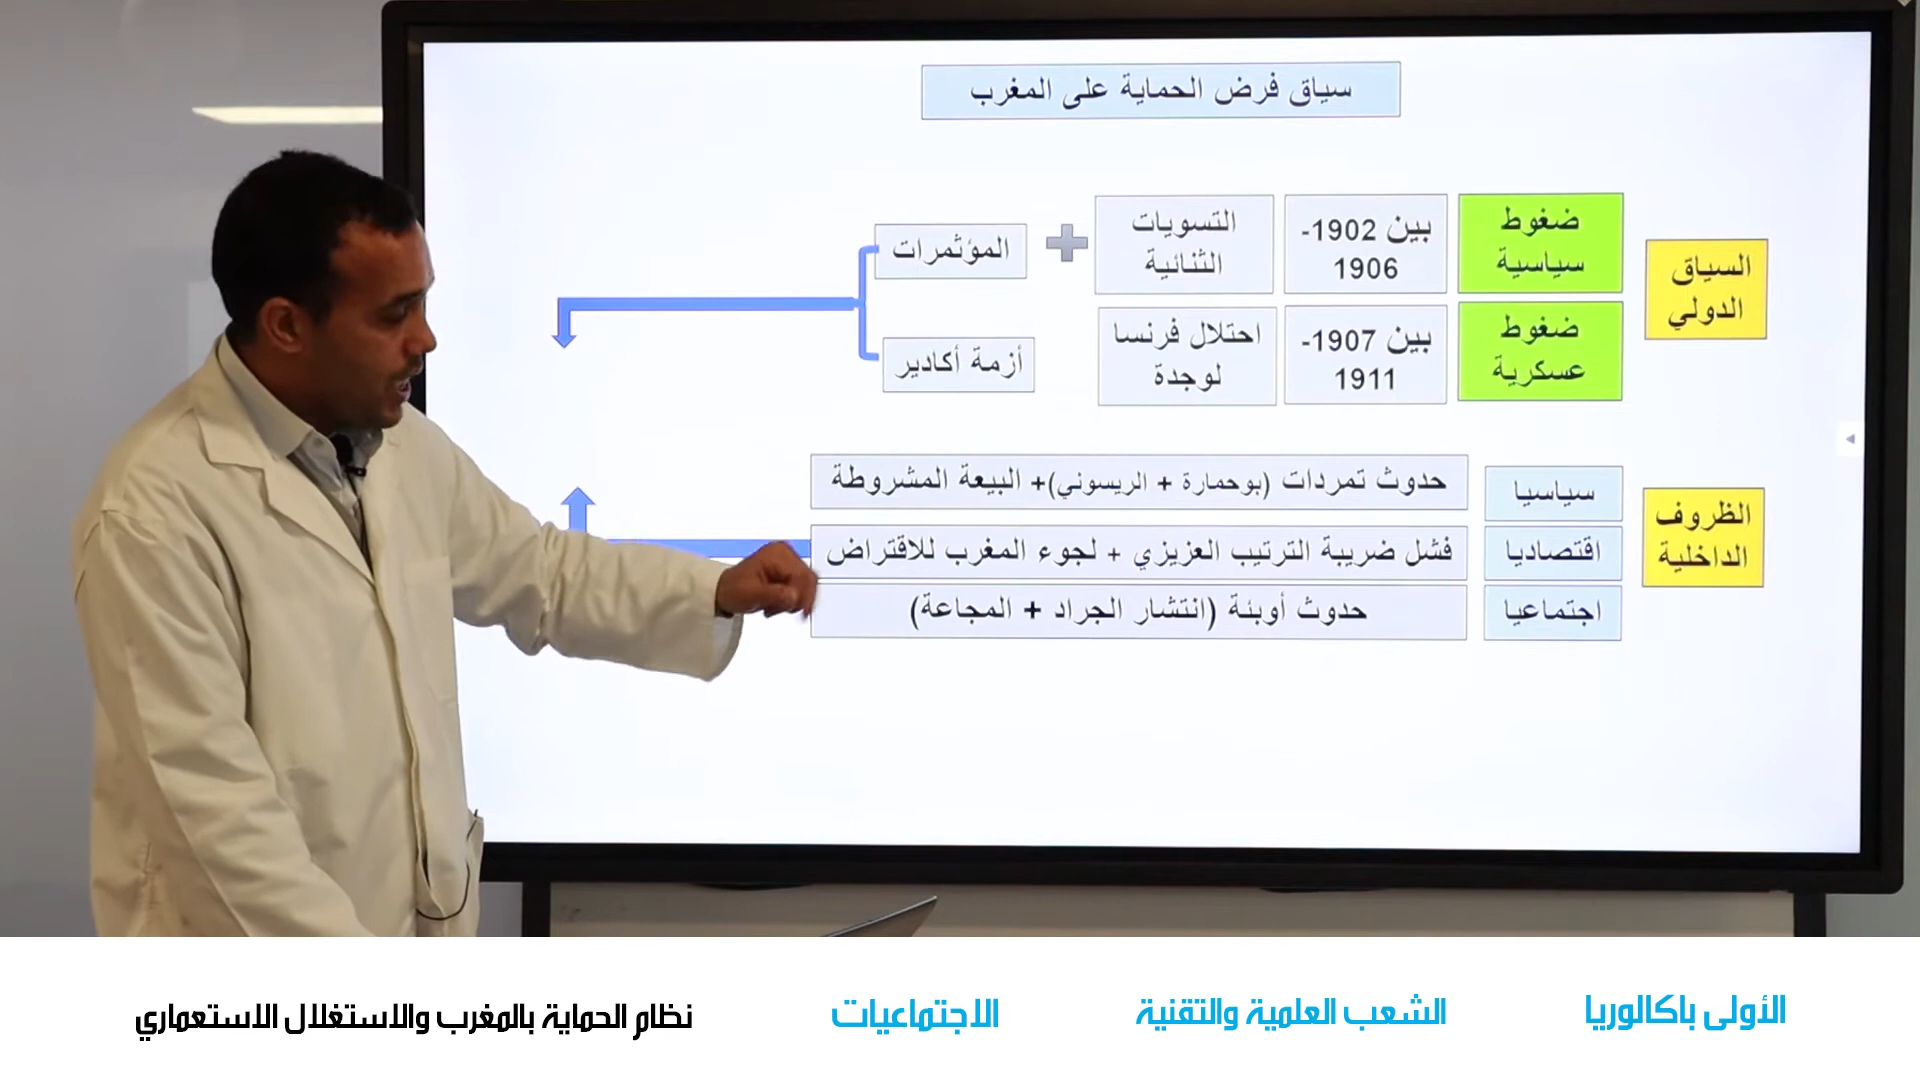 سياق فرض الحماية على المغرب
السياق
الدولي
ضغوط
سياسية
بين 1902-
1906
التسويات
الثنائية
المؤتمرات
ضغوط
عسكرية
بين 1907-
1911
احتلال فرنسا
لوجدة
أزمة أكادير
الظروف
الداخلية
سياسيا
حدوث تمردات (بوحمارة + الريسوني)+ البيعة المشروطة
اقتصاديا
فشل ضريبة الترتيب العزيزي + لجوء المغرب للاقتراض
اجتماعيا
حدوث أوبئة (انتشار الجراد + المجاعة)
الأولى باكالوريا
الشعب العلمية والتقنية
الاجتماعيات
نظام الحماية بالمغرب والاستغلال الاستعماري